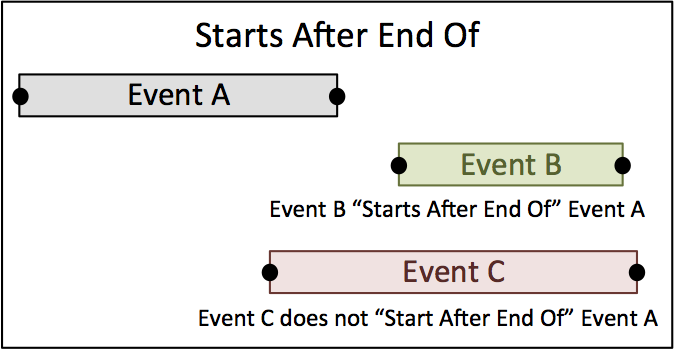 Starts After End Of
Event A
Event B
Event B “Starts After End Of” Event A
Event C
Event C does not “Start After End Of” Event A